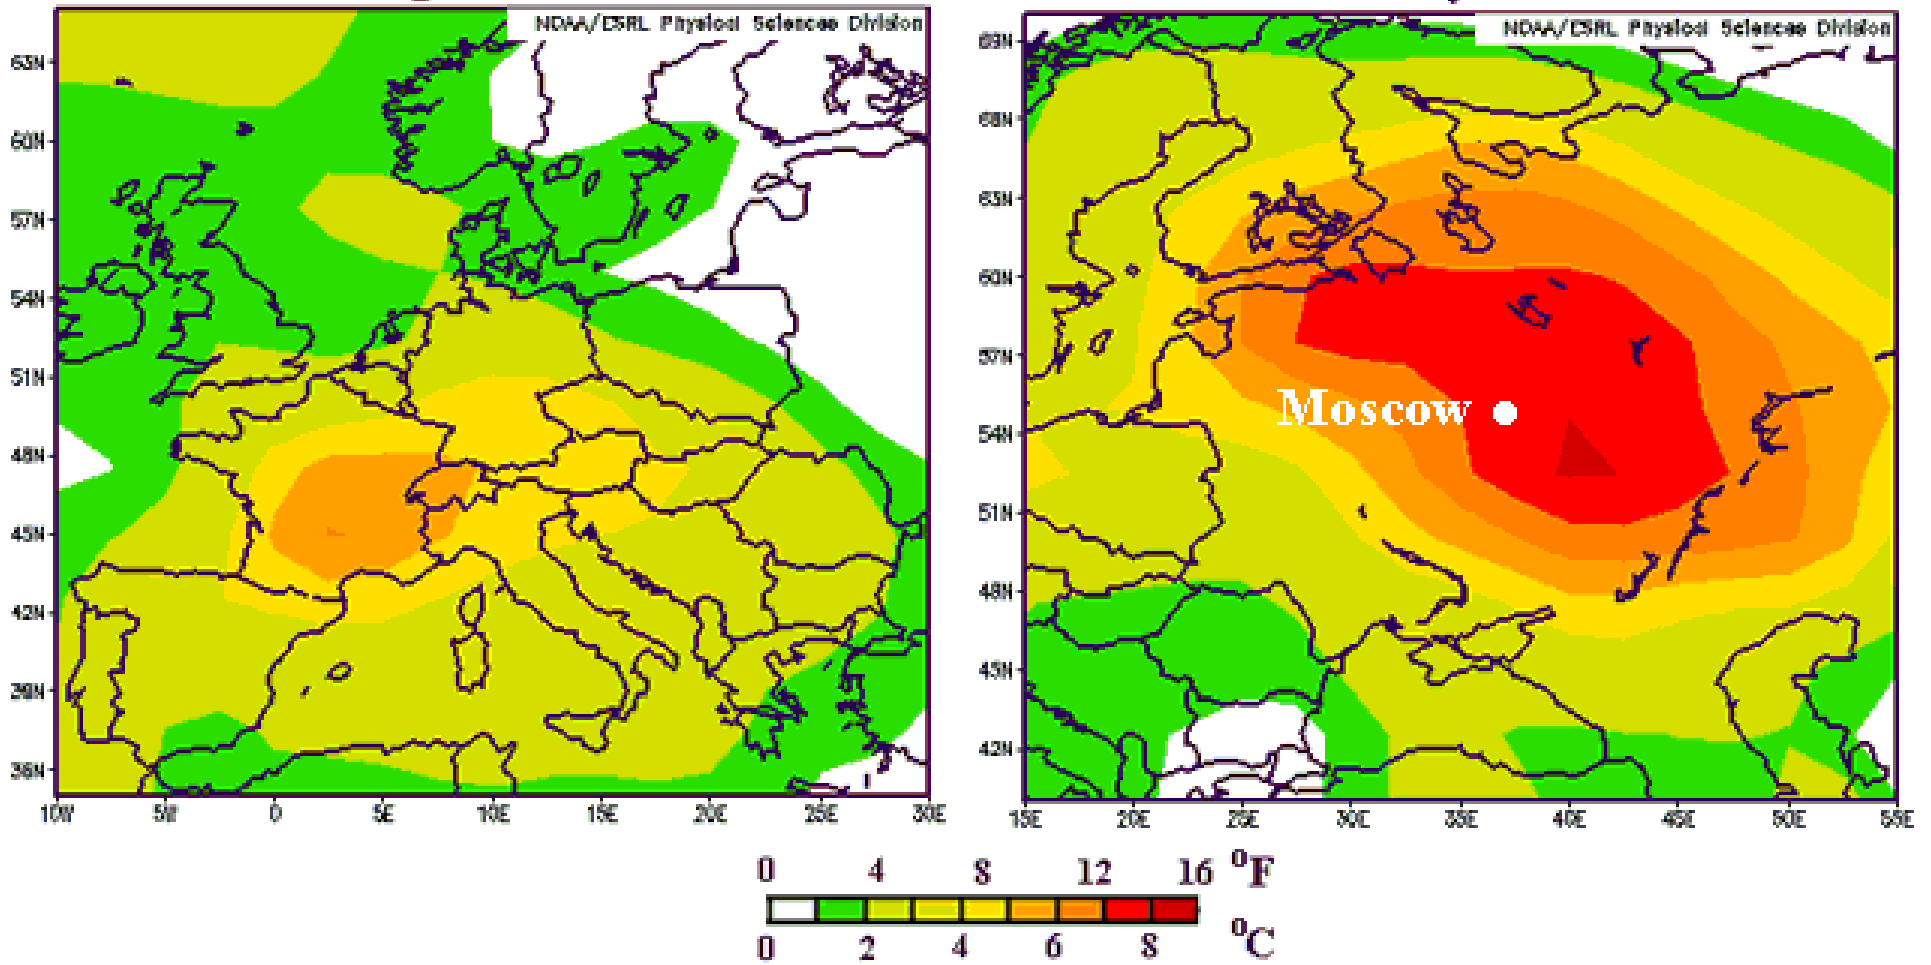 NOAA/ESRL Physical Sciences Division
63N
60N
57N
54N
51N
48N
45N
42N
39N
36N
10W 5W 0 5E 10E 15E 20E 25E 30E
NOAA/ESRL Physical Sciences Division
69N
66N
63N
60N
57N
Moscow
54N
51N
48N
45N
42N
15E 20E 25E 30E 35E 40E 45E 50E 55E
0 4 8 12 16 °F
0 2 4 6 8 °C